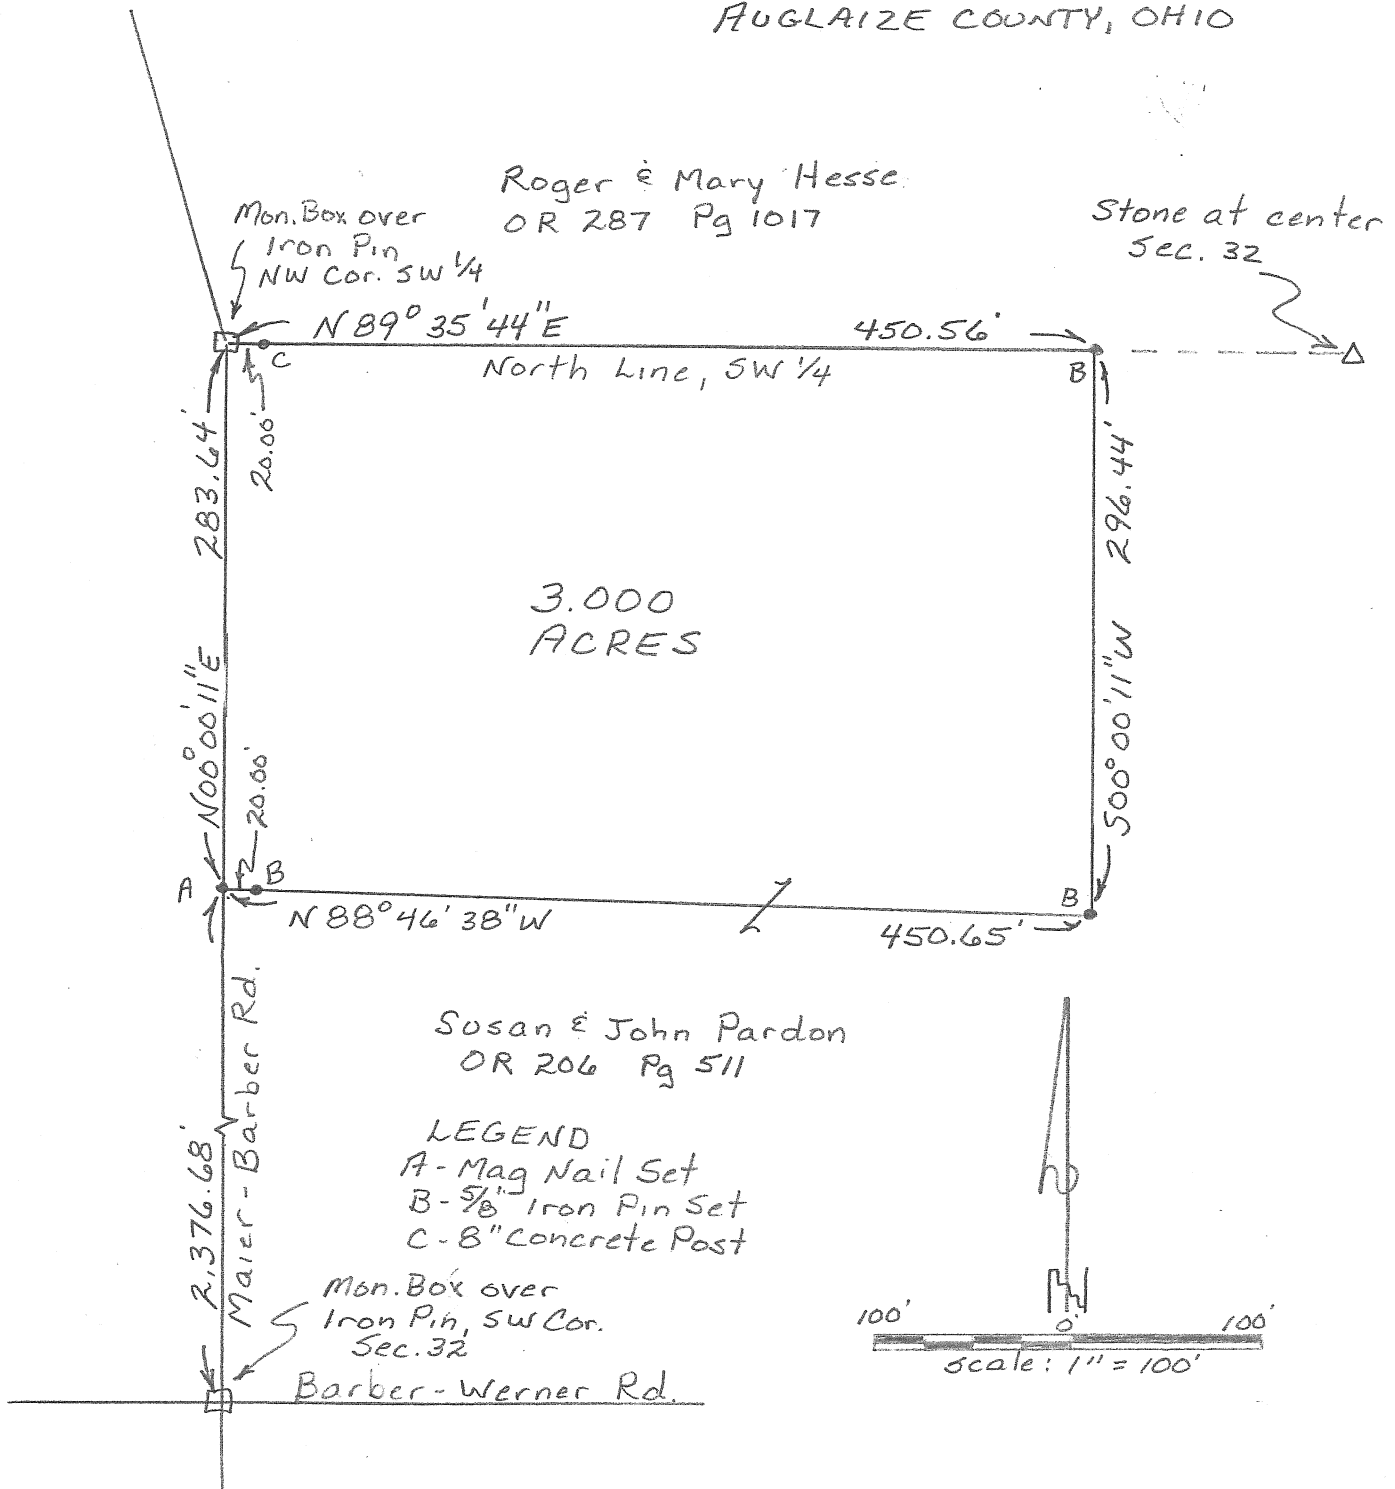 AUGLAIZE COUNTY, OHIO
Roger & Mary Hesse
OR 287 Pg 1017
Mon. Box over
Iron Pin
NW Cor. SW 1/4
Stone at center
Sec. 32
N 89° 35' 44" E
450.56'
C
North Line, SW 1/4
B
20.00'
283.64'
296.44'
3.000
ACRES
N00° 00' 11" E
S00° 00' 11" W
20.00'
A
B
B
N 88° 46' 38" W
450.65'
Susan & John Pardon
OR 206 Pg 511
Maier-Barber Rd.
2,376.68'
LEGEND
A - Mag Nail Set
B - 5/8" Iron Pin Set
C - 8" Concrete Post
Mon. Box over
Iron Pin, SW Cor.
Sec. 32
Barber-Werner Rd.
N
100' 0' 100'
scale: 1" = 100'